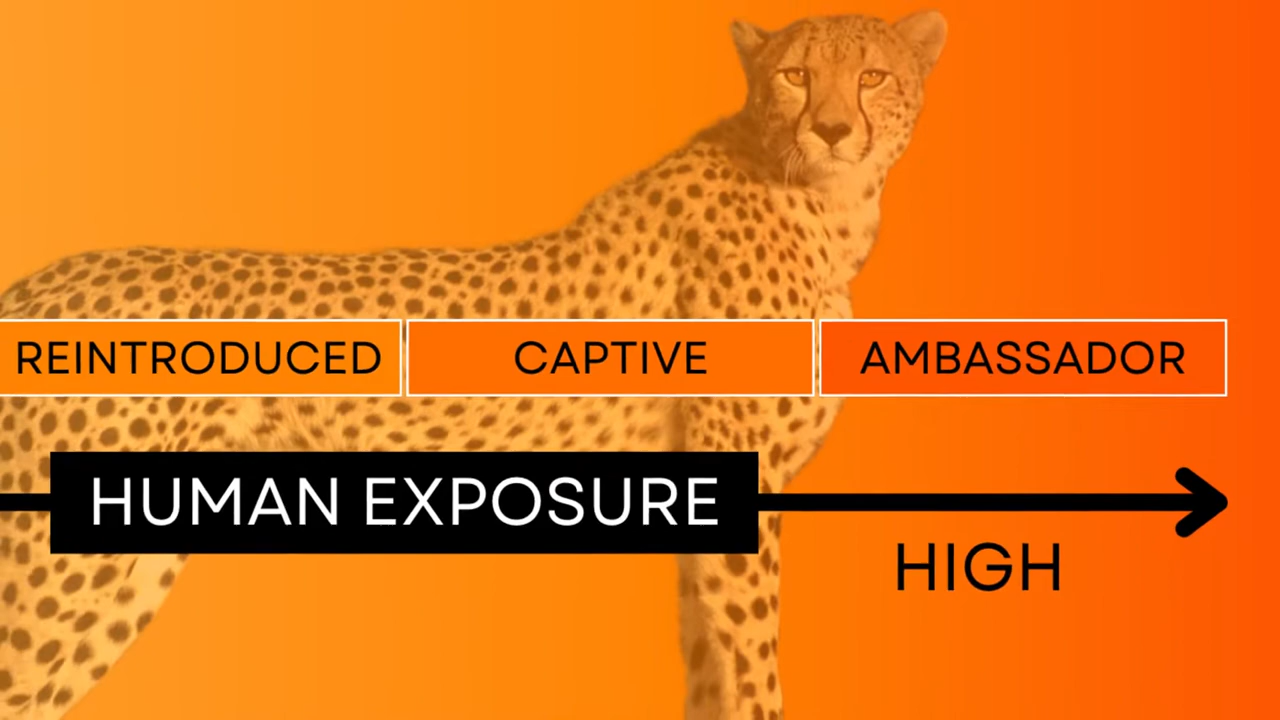 REINTRODUCED
CAPTIVE
AMBASSADOR
HUMAN EXPOSURE
HIGH